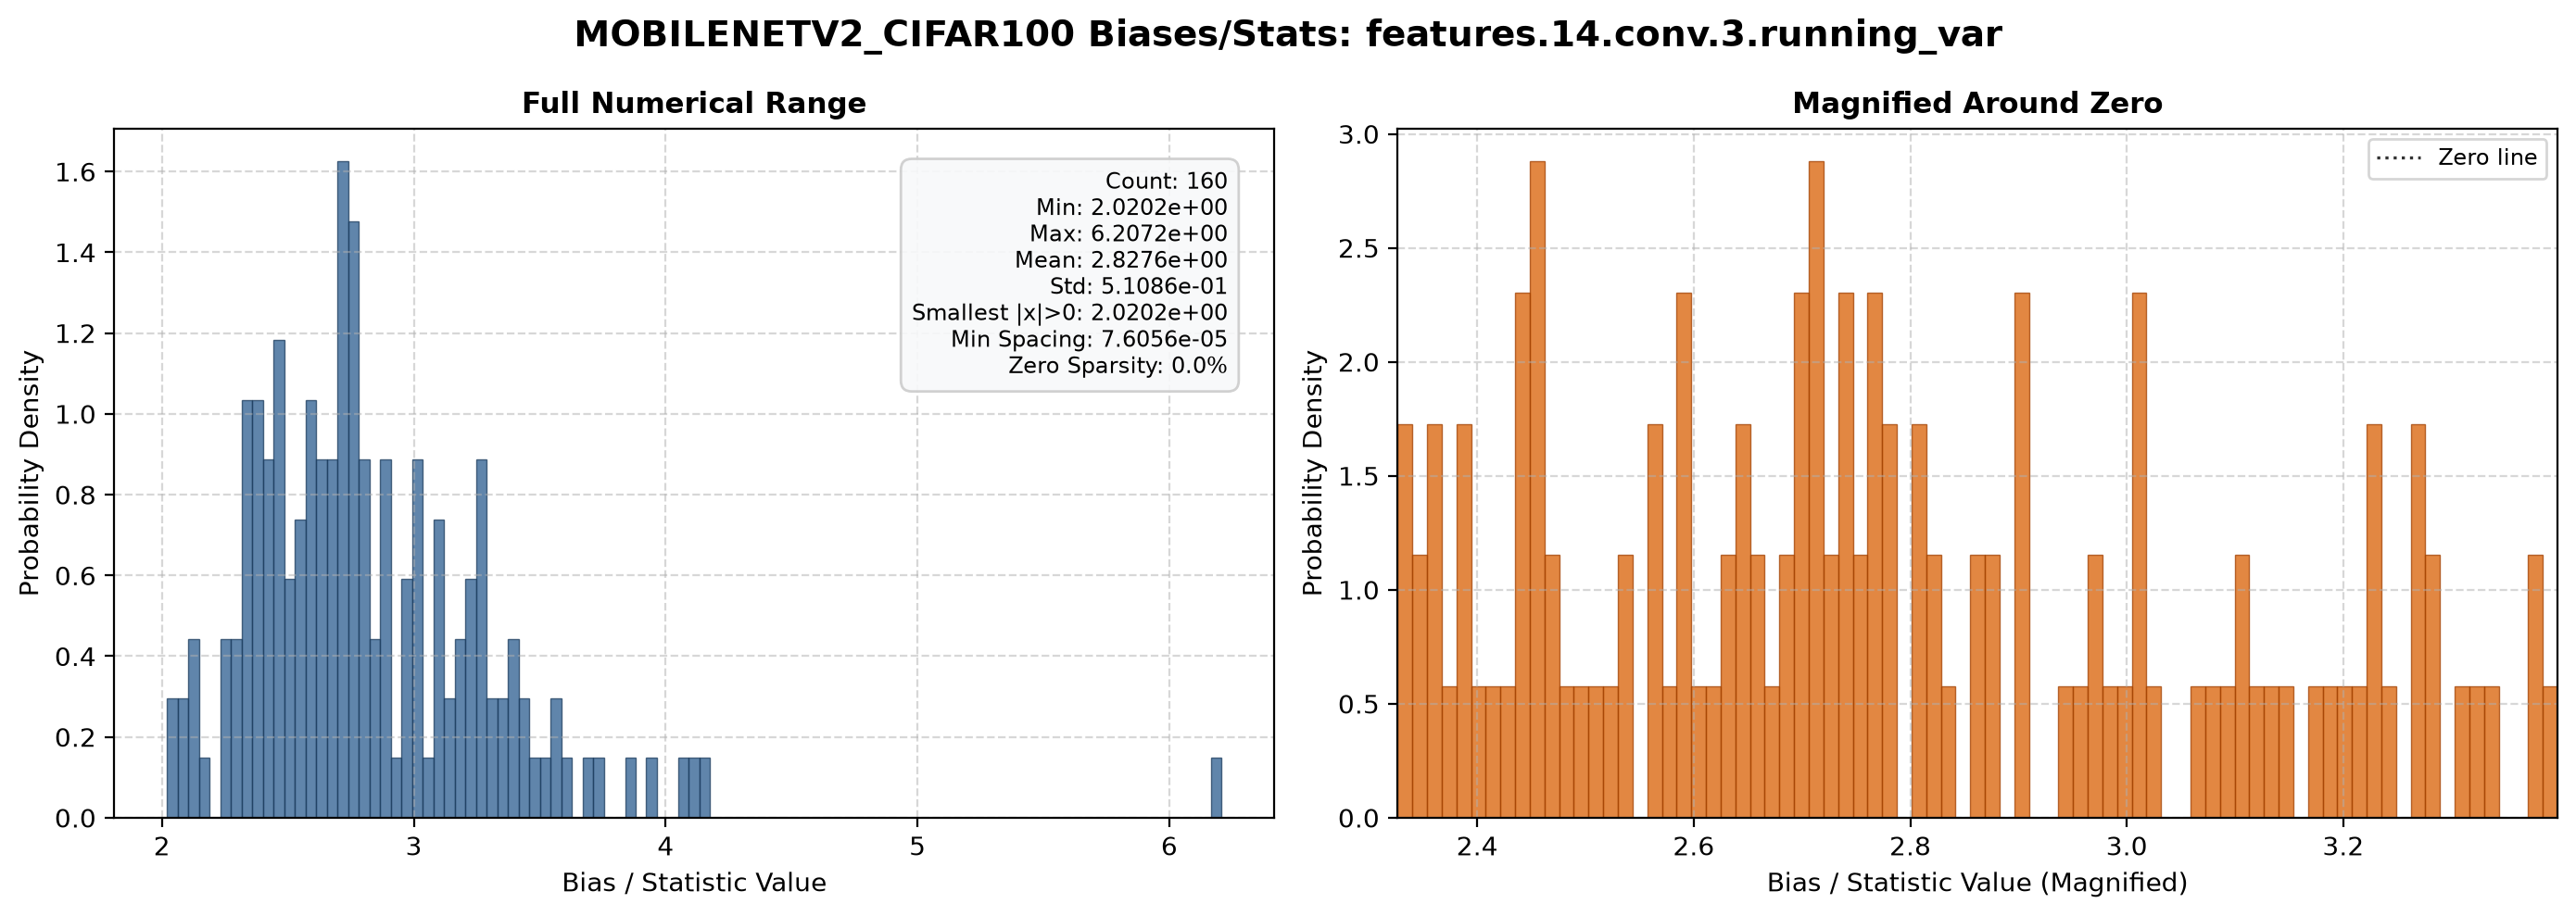 MOBILENETV2_CIFAR100 Biases/Stats: features.14.conv.3.running_var
Full Numerical Range
Probability Density
1.6
1.4
1.2
1.0
0.8
0.6
0.4
0.2
0.0
Count: 160
Min: 2.0202e+00
Max: 6.2072e+00
Mean: 2.8276e+00
Std: 5.1086e-01
Smallest |x|>0: 2.0202e+00
Min Spacing: 7.6056e-05
Zero Sparsity: 0.0%
2 3 4 5 6
Bias / Statistic Value
Magnified Around Zero
Probability Density
3.0
2.5
2.0
1.5
1.0
0.5
0.0
Zero line
2.4 2.6 2.8 3.0 3.2
Bias / Statistic Value (Magnified)